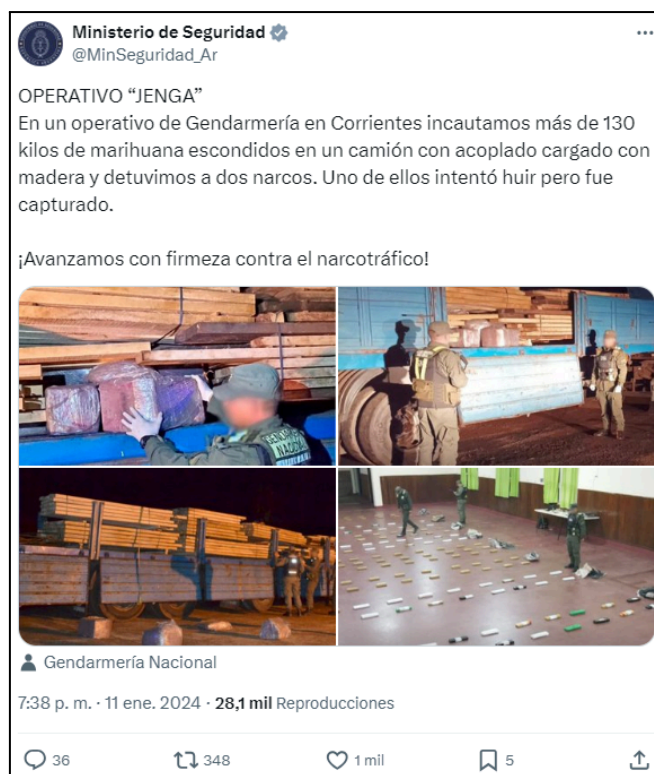 Ministerio de Seguridad
@MinSeguridad_Ar
OPERATIVO “JENGA”
En un operativo de Gendarmería en Corrientes incautamos más de 130
kilos de marihuana escondidos en un camión con acoplado cargado con
madera y detuvimos a dos narcos. Uno de ellos intentó huir pero fue
capturado.
¡Avanzamos con firmeza contra el narcotráfico!
Gendarmería Nacional
7:38 p. m. · 11 ene. 2024 · 28,1 mil Reproducciones
36 348 1 mil 5